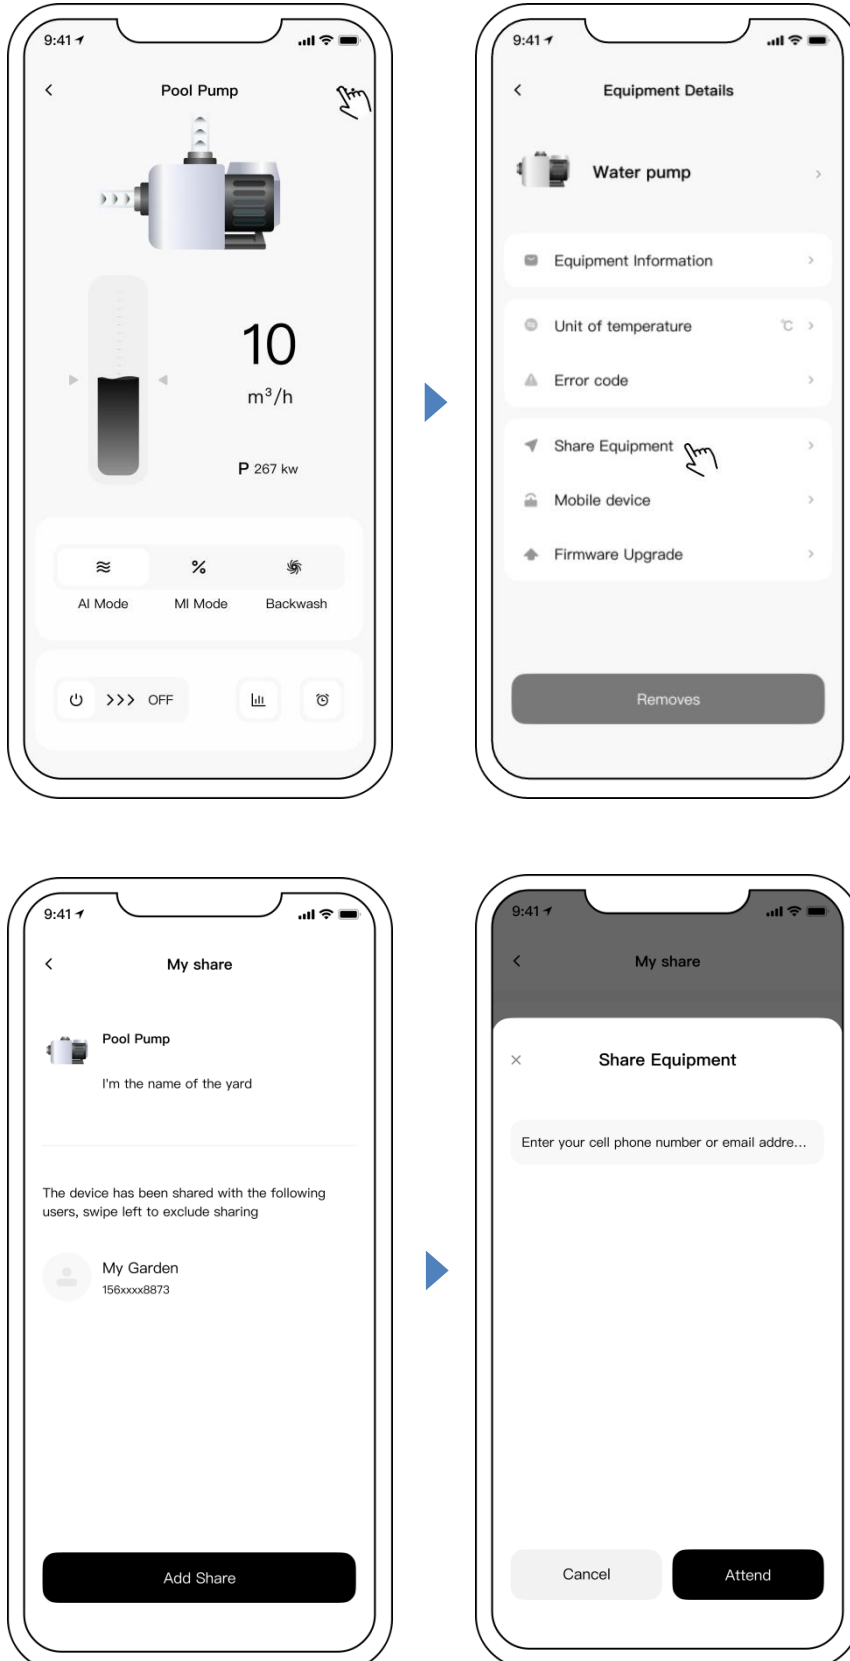 9:41
Pool Pump
10
m³/h
P 267 kw
AI Mode
MI Mode
Backwash
OFF
9:41
Equipment Details
Water pump
Equipment Information
Unit of temperature
℃
Error code
Share Equipment
Mobile device
Firmware Upgrade
Removes
9:41
My share
Pool Pump
I'm the name of the yard
The device has been shared with the following
users, swipe left to exclude sharing
My Garden
156xxxx8873
Add Share
9:41
My share
Share Equipment
Enter your cell phone number or email addre...
Cancel
Attend